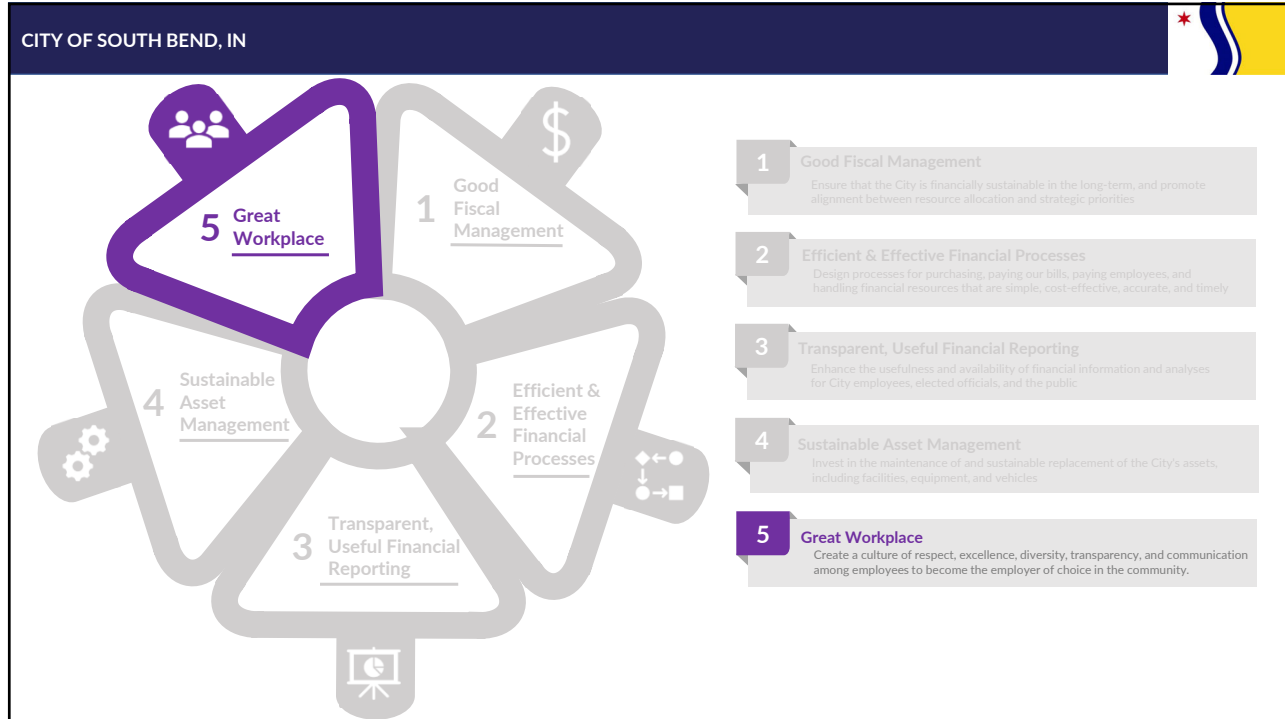 CITY OF SOUTH BEND, IN
5 Great
Workplace
1 Good
Fiscal
Management
4 Sustainable
Asset
Management
2 Efficient &
Effective
Financial
Processes
3 Transparent,
Useful Financial
Reporting
1 Good Fiscal Management
Ensure that the City is financially sustainable in the long-term, and promote
alignment between resource allocation and strategic priorities
2 Efficient & Effective Financial Processes
Design processes for purchasing, paying our bills, paying employees, and
handling financial resources that are simple, cost-effective, accurate, and timely
3 Transparent, Useful Financial Reporting
Enhance the usefulness and availability of financial information and analyses
for City employees, elected officials, and the public
4 Sustainable Asset Management
Invest in the maintenance of and sustainable replacement of the City's assets,
including facilities, equipment, and vehicles
5 Great Workplace
Create a culture of respect, excellence, diversity, transparency, and communication
among employees to become the employer of choice in the community.